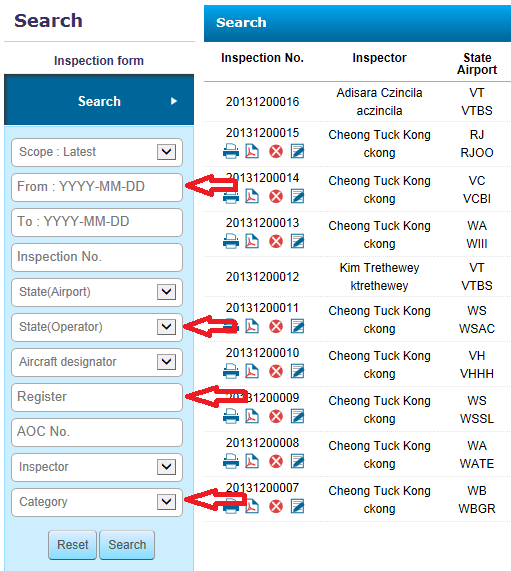 Search
Inspection form
Search
Scope : Latest
From : YYYY-MM-DD
To : YYYY-MM-DD
Inspection No.
State(Airport)
State(Operator)
Aircraft designator
Register
AOC No.
Inspector
Category
Reset Search
Search
Inspection No. Inspector State
Airport
20131200016 Adisara Czincila VT
aczincila VTBS
20131200015 Cheong Tuck Kong RJ
ckong RJOO
20131200014 Cheong Tuck Kong VC
ckong VCBI
20131200013 Cheong Tuck Kong WA
ckong WIII
20131200012 Kim Trethewey VT
ktrethewey VTBS
20131200011 Cheong Tuck Kong WS
ckong WSAC
20131200010 Cheong Tuck Kong VH
ckong VHHH
20131200009 Cheong Tuck Kong WS
ckong WSSL
20131200008 Cheong Tuck Kong WA
ckong WATE
20131200007 Cheong Tuck Kong WB
ckong WBGR